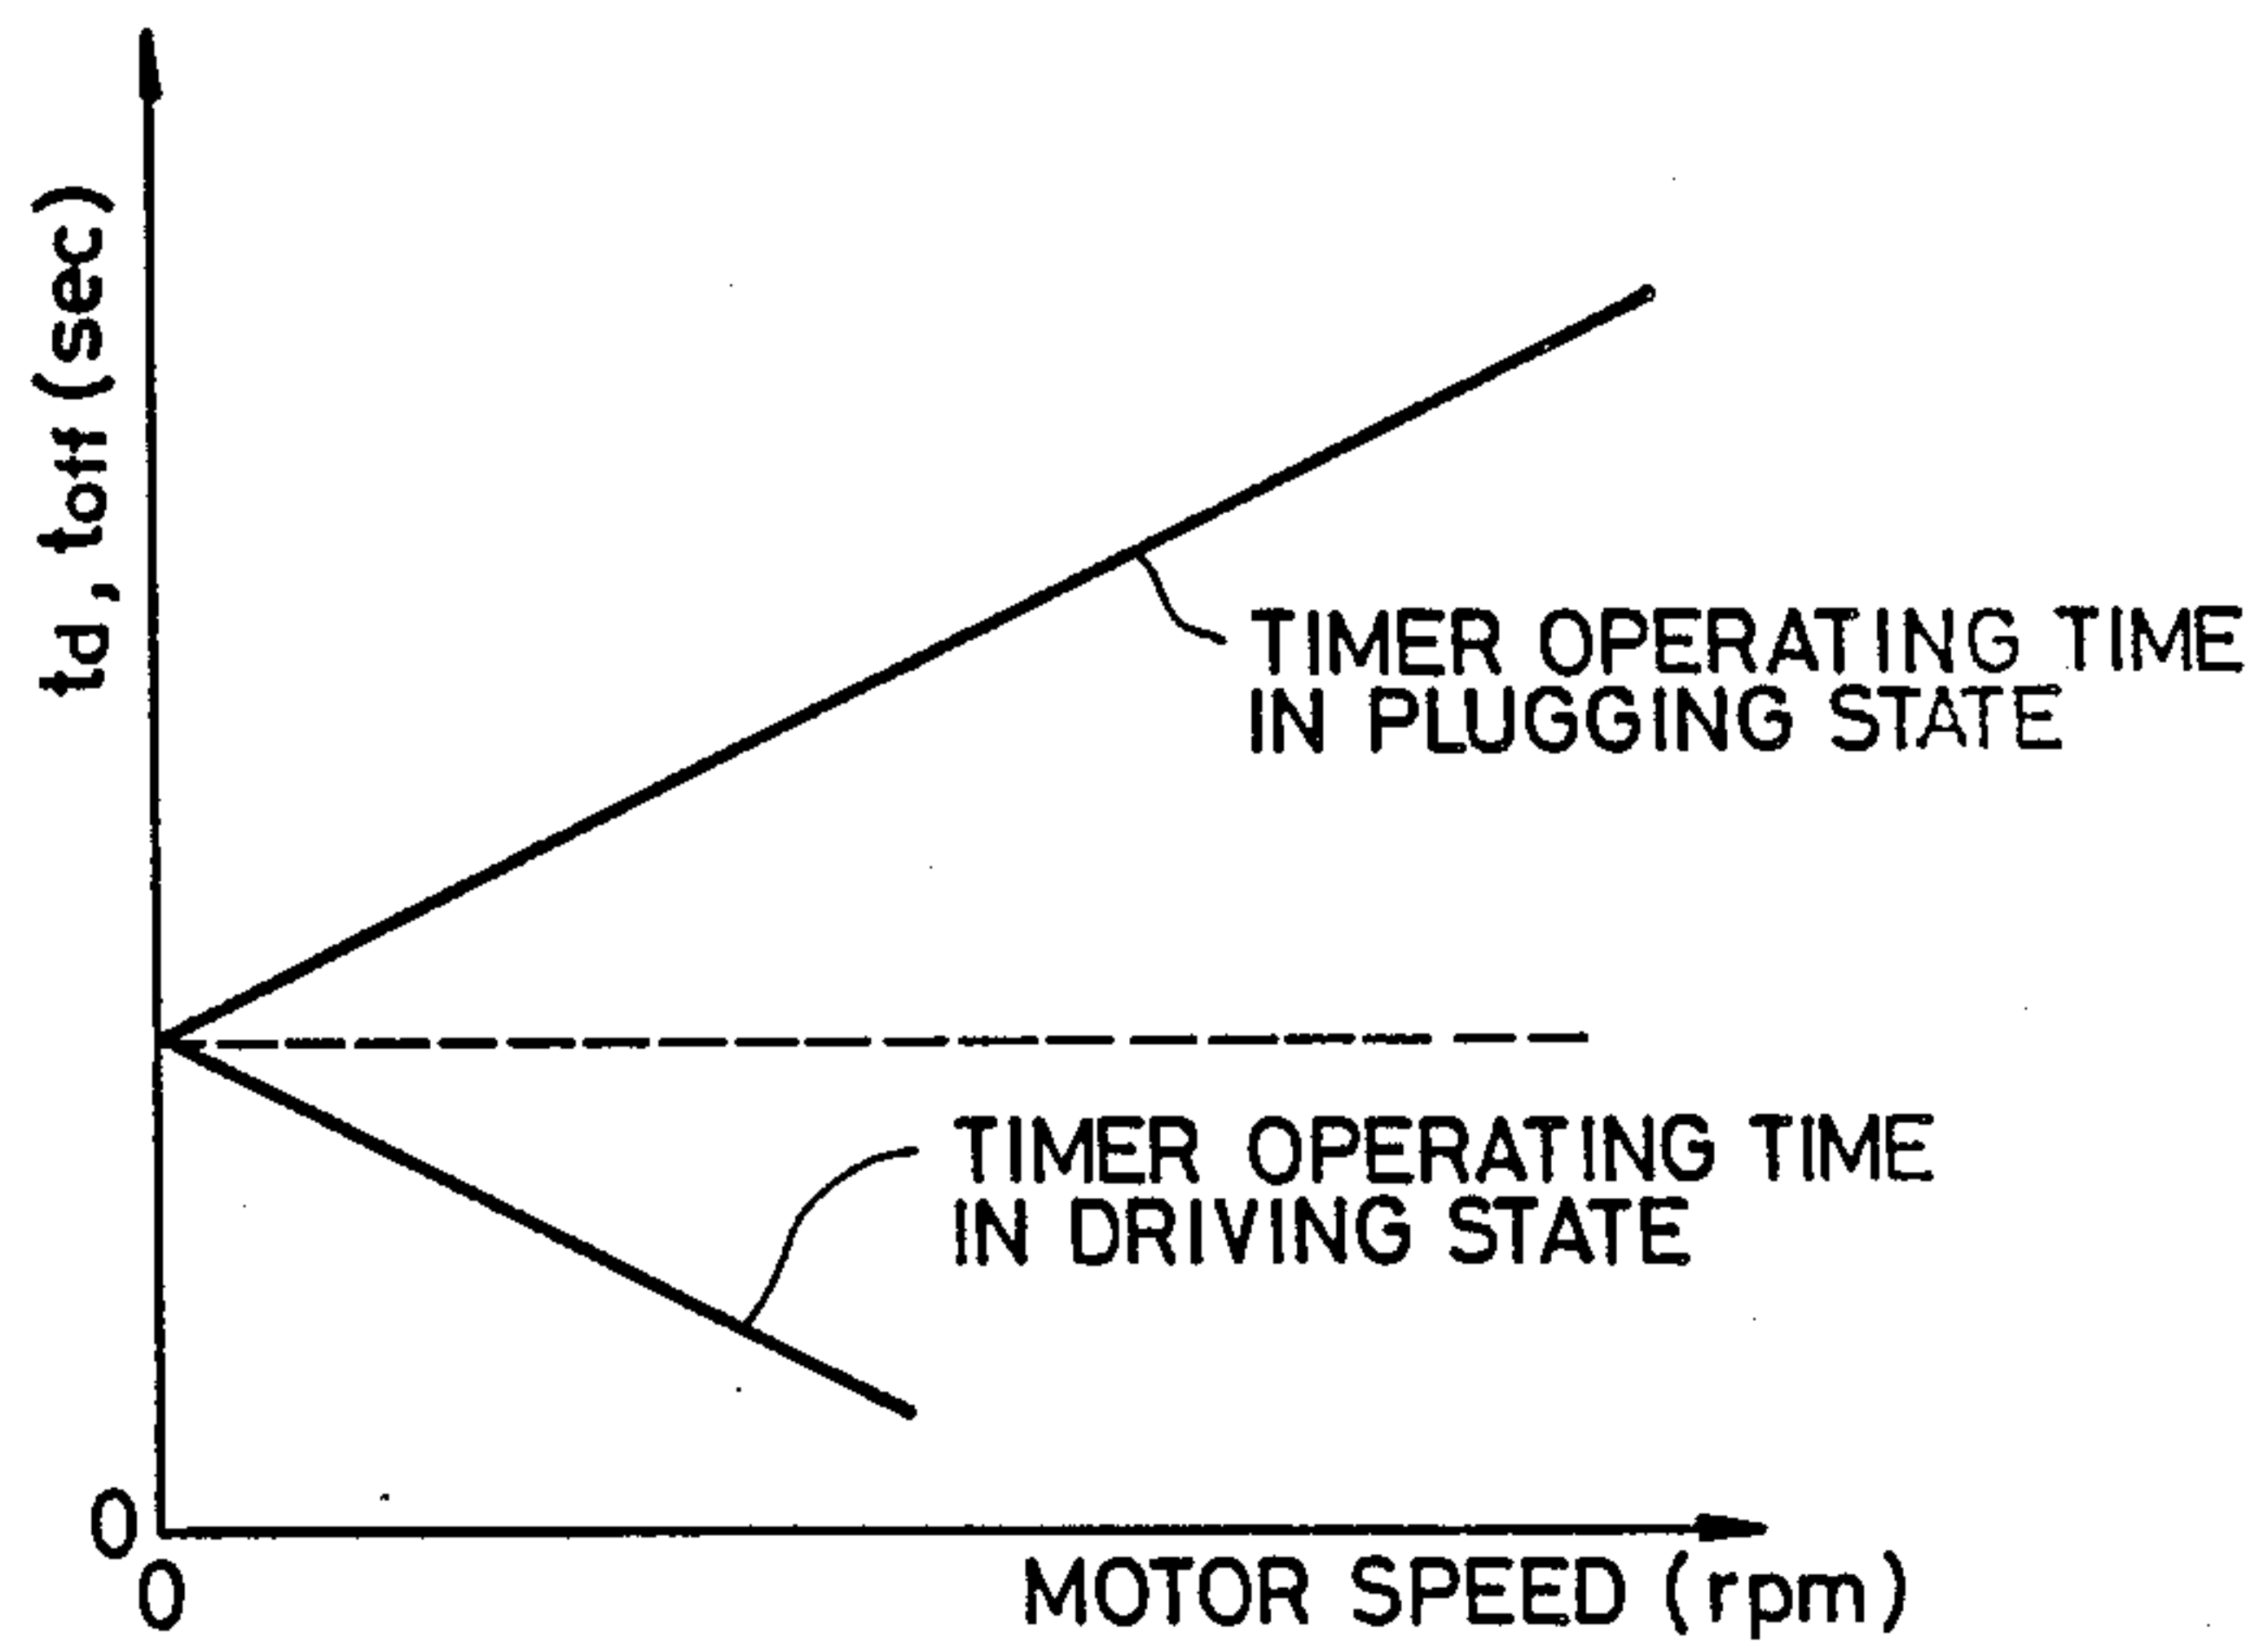 td, toff (sec)
TIMER OPERATING TIME
IN PLUGGING STATE
TIMER OPERATING TIME
IN DRIVING STATE
0
0
MOTOR SPEED (rpm)